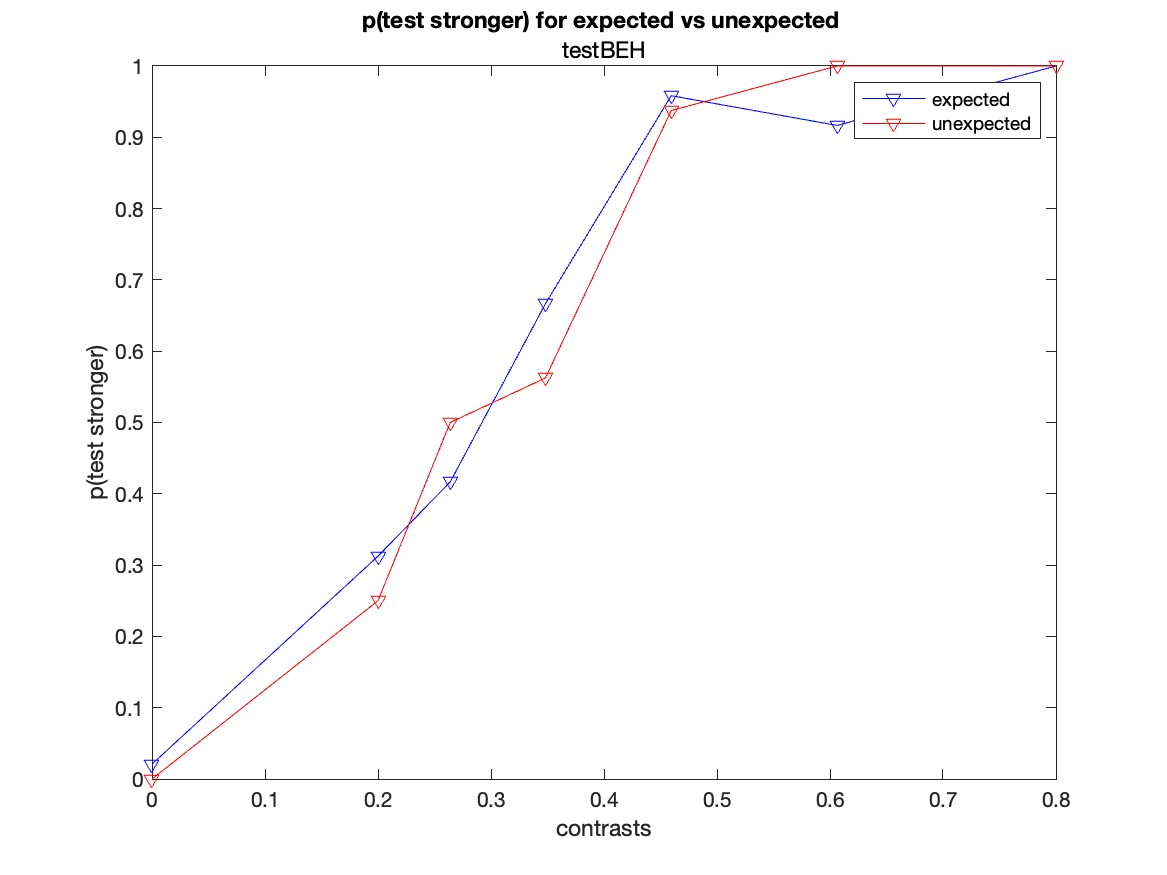 p(test stronger) for expected vs unexpected
testBEH
1
0.9
0.8
0.7
0.6
0.5
0.4
0.3
0.2
0.1
0
p(test stronger)
expected
unexpected
0 0.1 0.2 0.3 0.4 0.5 0.6 0.7 0.8
contrasts